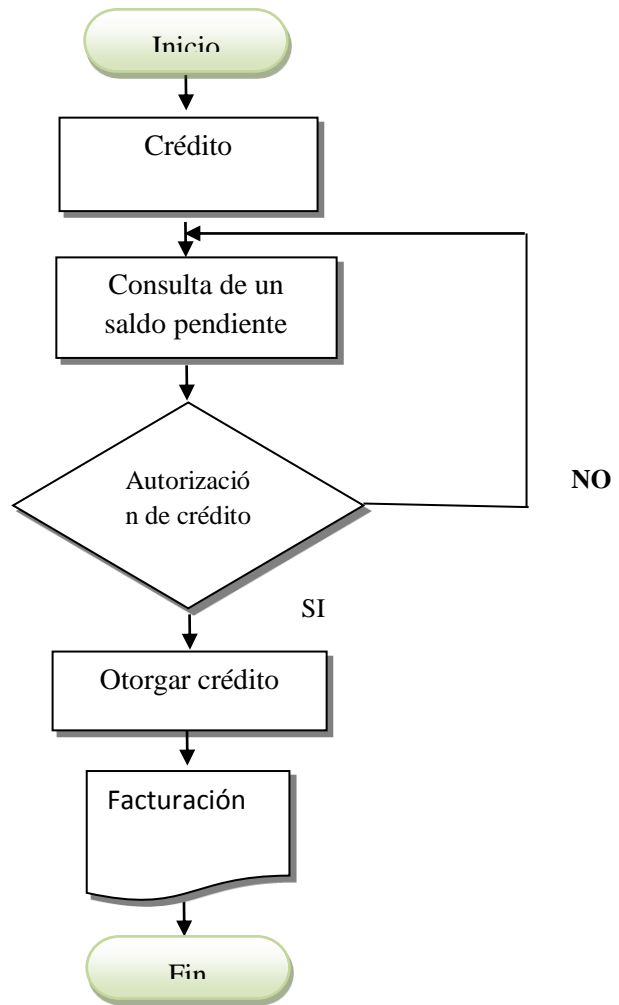 Inicio
Crédito
Consulta de un
saldo pendiente
Autorizació
n de crédito
NO
SI
Otorgar crédito
Facturación
Fin